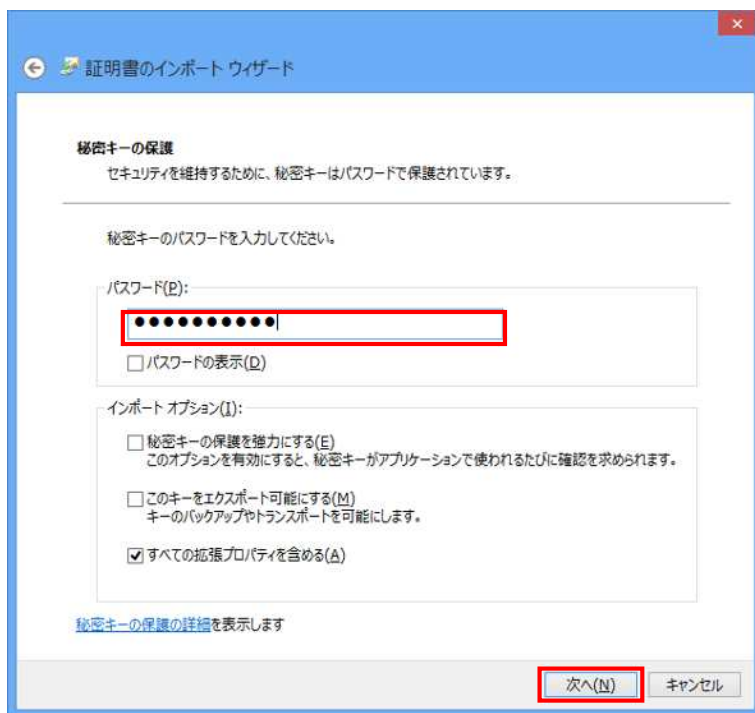 証明書のインポート ウィザード
秘密キーの保護
セキュリティを維持するために、秘密キーはパスワードで保護されています。
秘密キーのパスワードを入力してください。
パスワード(P):
●●●●●●●●●●
パスワードの表示(D)
インポート オプション(I):
秘密キーの保護を強力にする(E)
このオプションを有効にすると、秘密キーがアプリケーションで使われるたびに確認を求められます。
このキーをエクスポート可能にする(M)
キーのバックアップやトランスポートを可能にします。
すべての拡張プロパティを含める(A)
秘密キーの保護の詳細を表示します
次へ(N) キャンセル